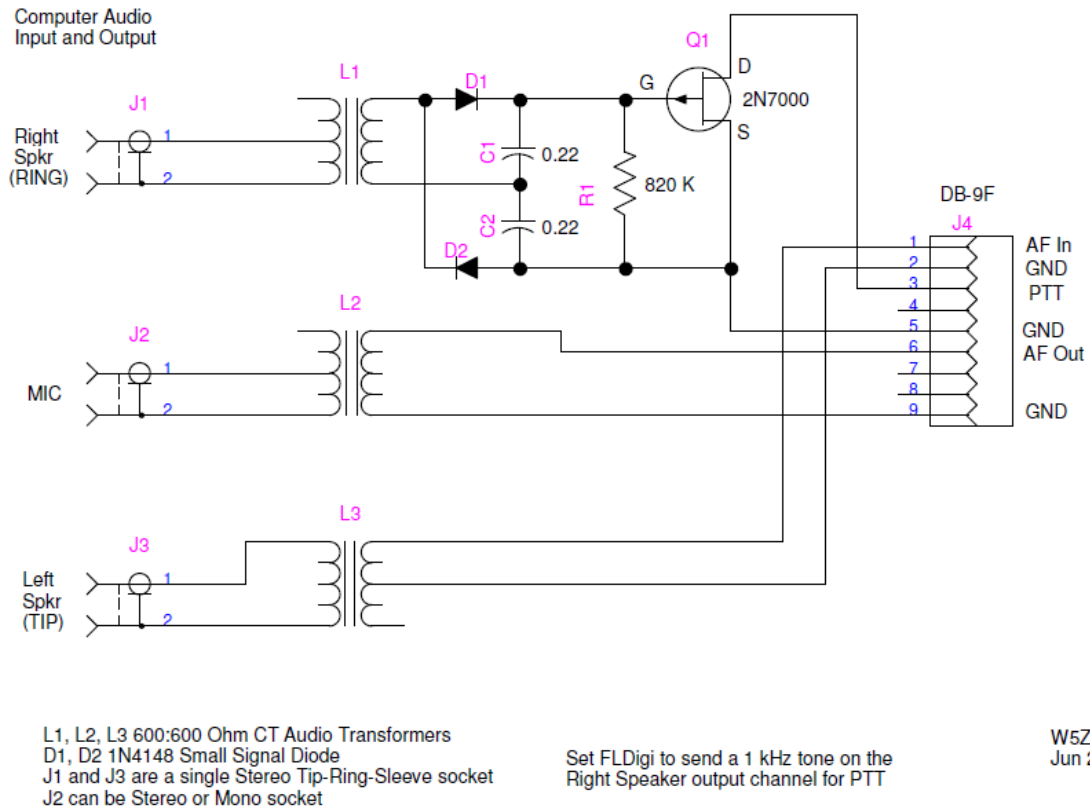 Computer Audio
Input and Output
L1
D1
Q1
D
G
2N7000
S
J1
1
Right
Spkr
(RING)
2
C1
0.22
R1
820 K
C2
0.22
D2
DB-9F
J4
1
AF In
2
GND
3
PTT
4
5
GND
6
AF Out
7
8
9
GND
L2
J2
1
MIC
2
L3
J3
1
Left
Spkr
(TIP)
2
L1, L2, L3 600:600 Ohm CT Audio Transformers
D1, D2 1N4148 Small Signal Diode
J1 and J3 are a single Stereo Tip-Ring-Sleeve socket
J2 can be Stereo or Mono socket
Set FLDigi to send a 1 kHz tone on the
Right Speaker output channel for PTT
W5Z
Jun 2